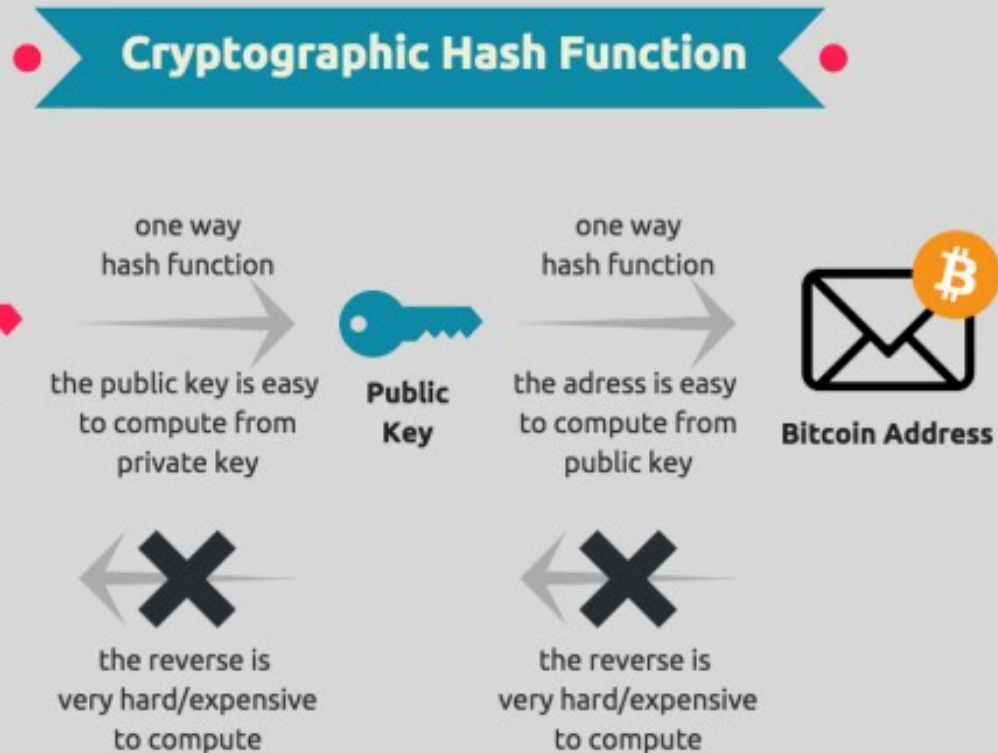 Cryptographic Hash Function
one way
hash function
the public key is easy
to compute from
private key
Public
Key
one way
hash function
the adress is easy
to compute from
public key
Bitcoin Address
the reverse is
very hard/expensive
to compute
the reverse is
very hard/expensive
to compute